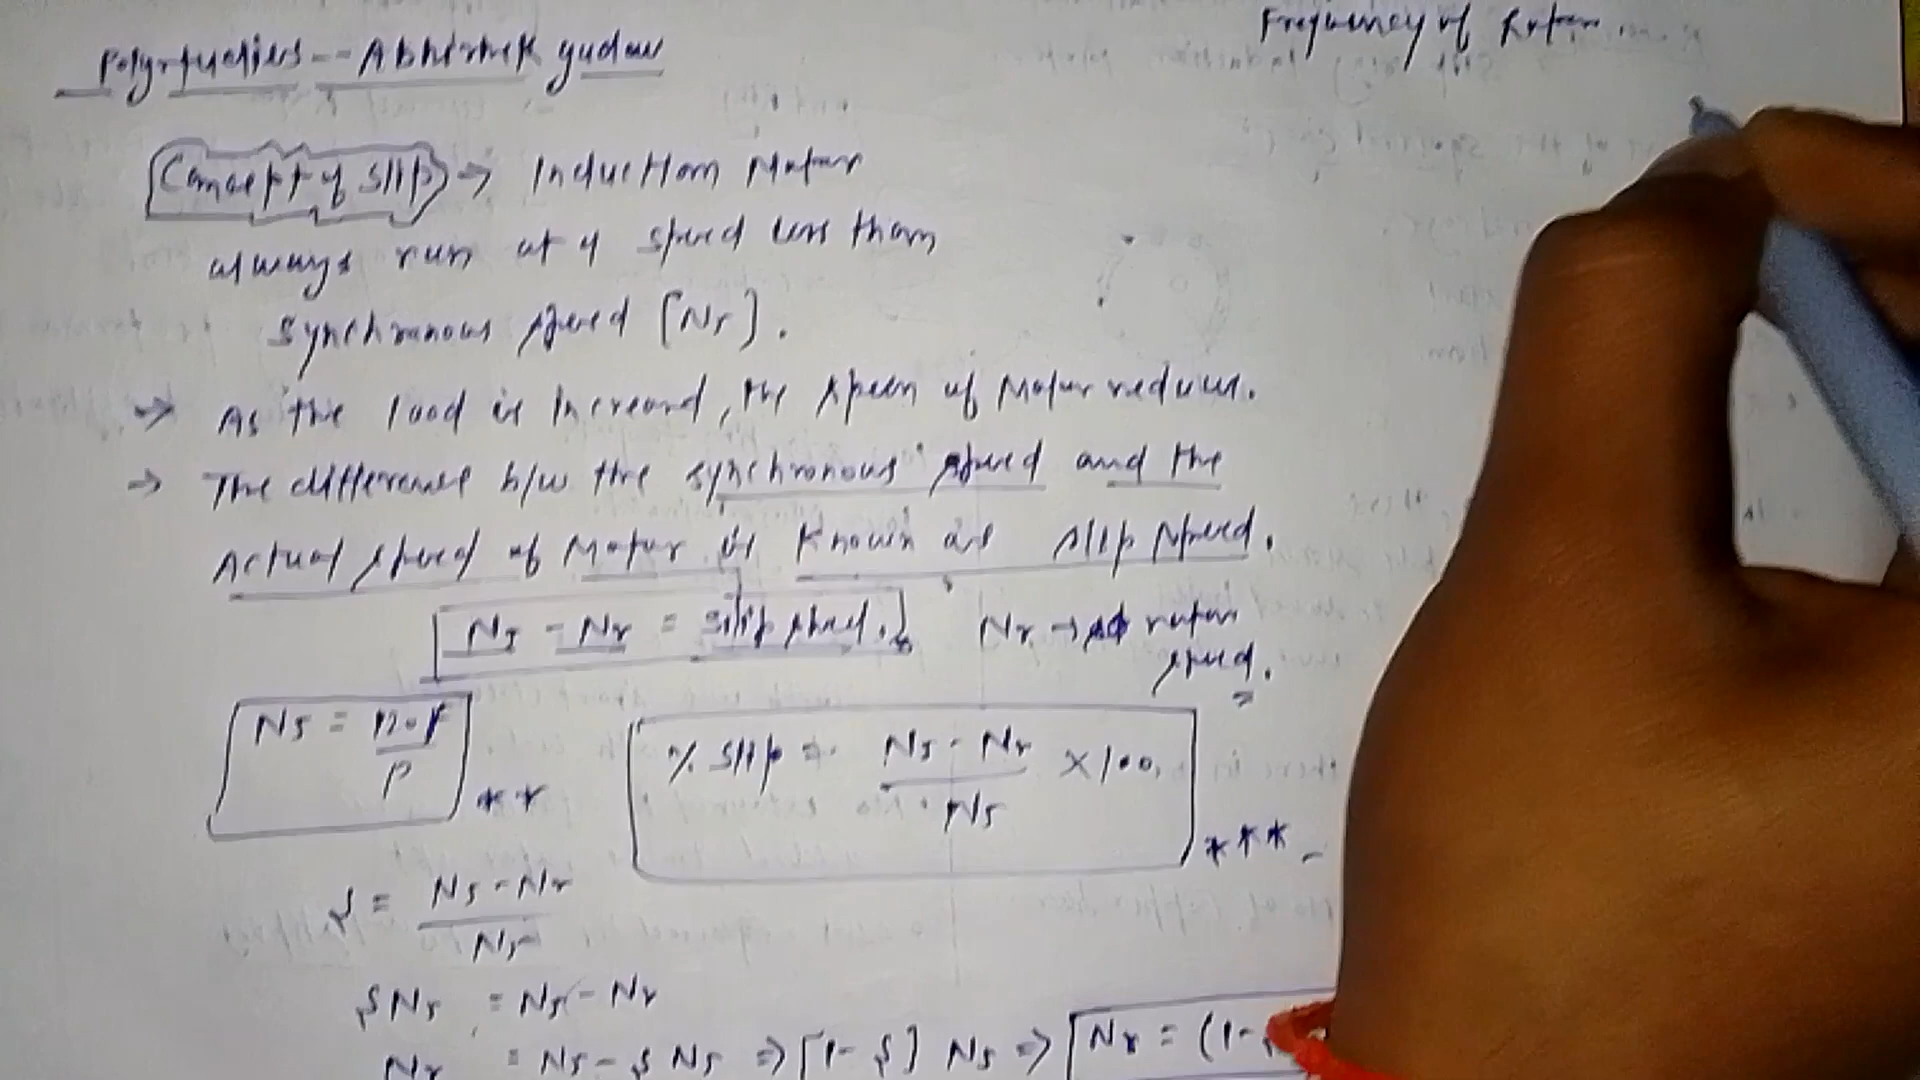 Polystudies -- Abhishek yadav
Frequency of Rotor
Concept of Slip → Induction Motor
always run at a speed less than
synchronous speed [Ns].
→ As the load is increased, the speed of Motor reduces.
→ The difference b/w the synchronous speed and the
Actual speed of Motor is known as slip speed.
Ns - Nr = slip speed. Nr → rotor
speed.
Ns = 120f
P
**
% slip = Ns - Nr × 100
Ns
***
s = Ns - Nr
Ns
sNs = Ns - Nr
Nr = Ns - s Ns ⇒ [1 - s] Ns ⇒ Nr = (1 -